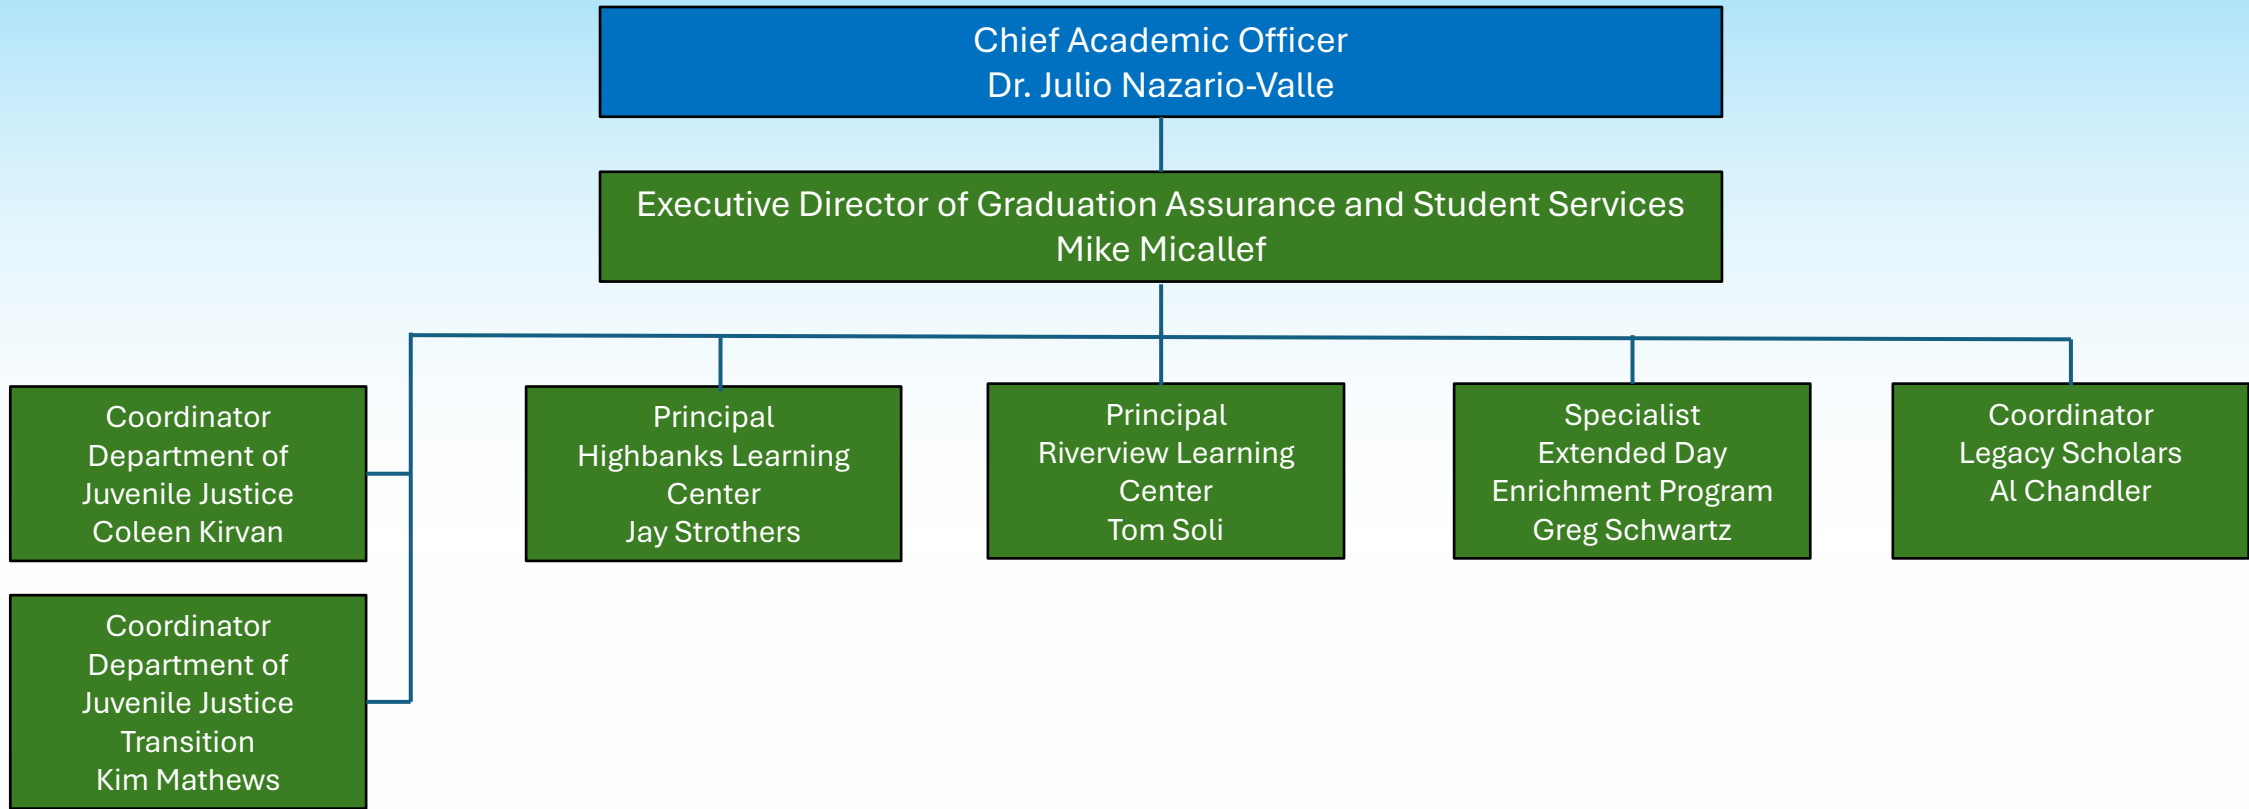 Chief Academic Officer
Dr. Julio Nazario-Valle
Executive Director of Graduation Assurance and Student Services
Mike Micallef
Coordinator
Department of
Juvenile Justice
Coleen Kirvan
Principal
Highbanks Learning
Center
Jay Strothers
Principal
Riverview Learning
Center
Tom Soli
Specialist
Extended Day
Enrichment Program
Greg Schwartz
Coordinator
Legacy Scholars
Al Chandler
Coordinator
Department of
Juvenile Justice
Transition
Kim Mathews